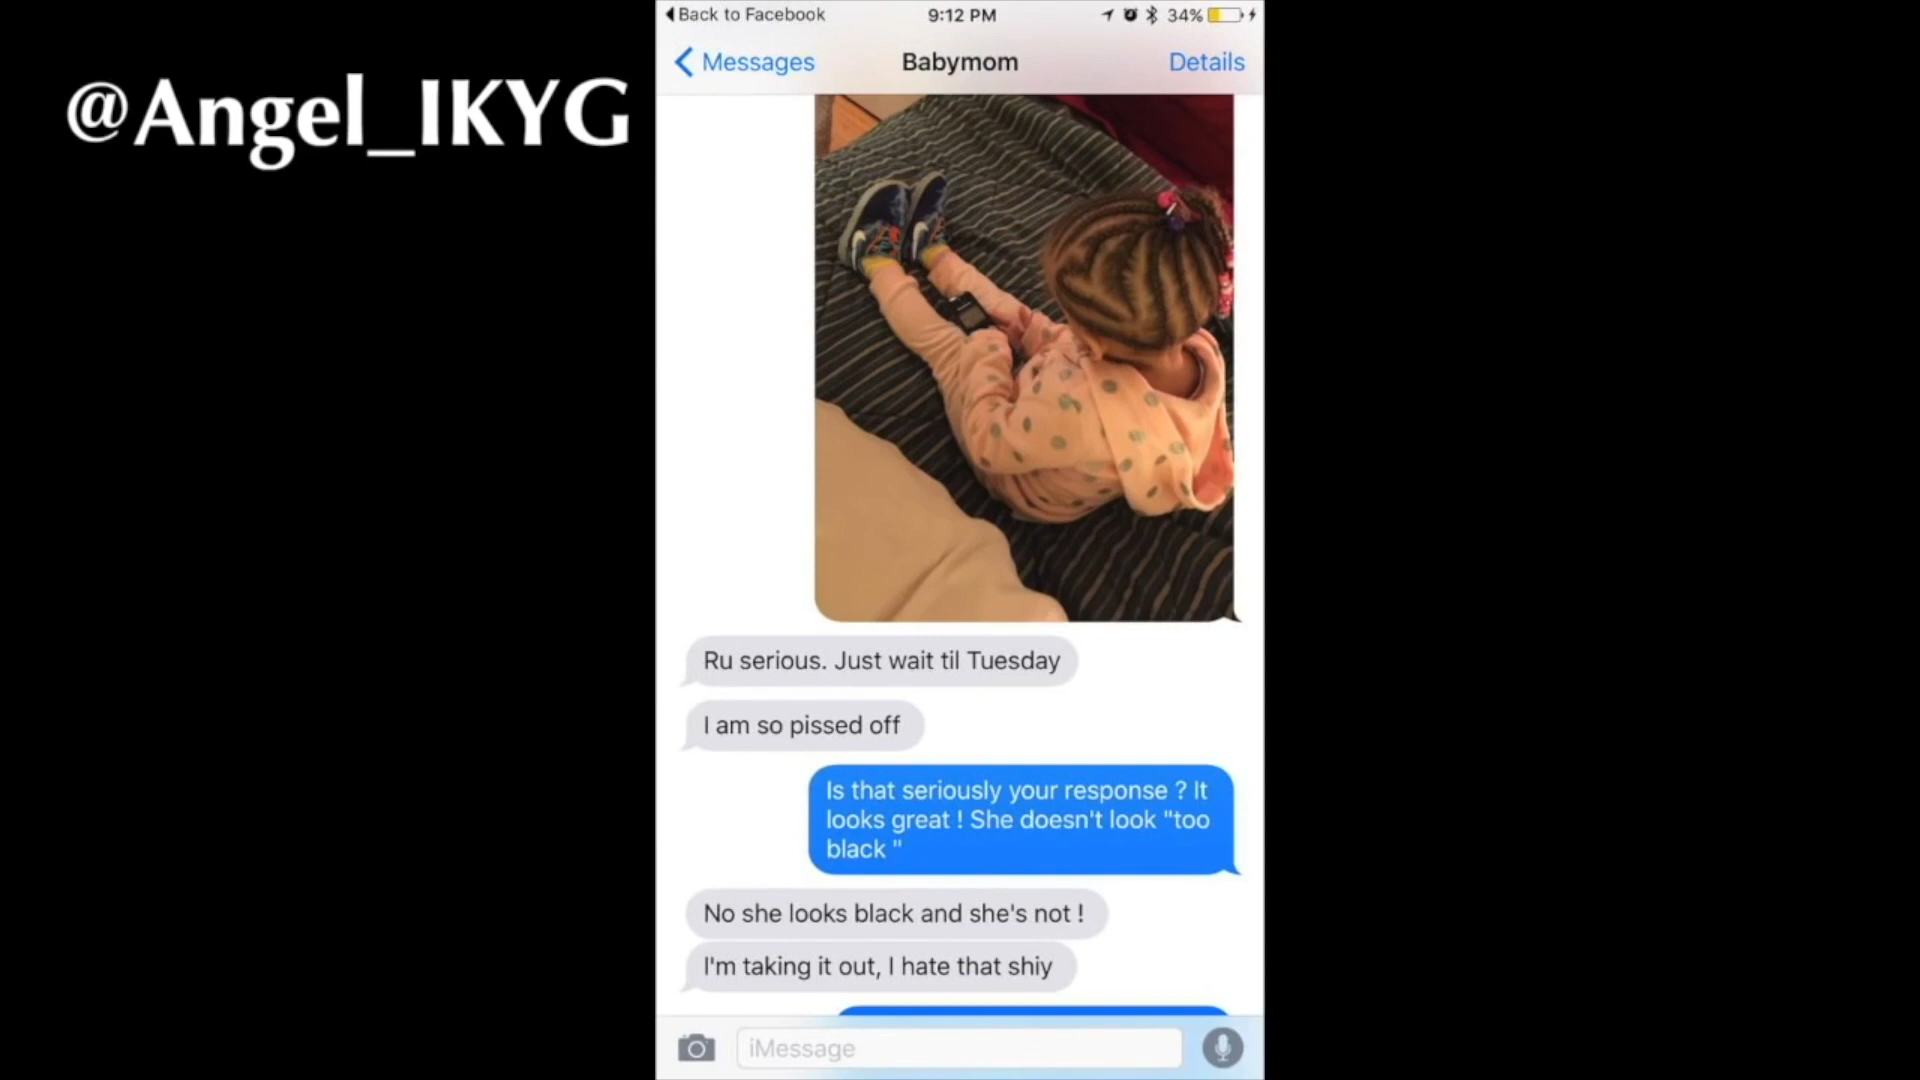 @Angel_IKYG
Back to Facebook
9:12 PM
34%
Messages
Babymom
Details
Ru serious. Just wait til Tuesday
I am so pissed off
Is that seriously your response ? It
looks great ! She doesn't look "too
black "
No she looks black and she's not !
I'm taking it out, I hate that shiy
iMessage